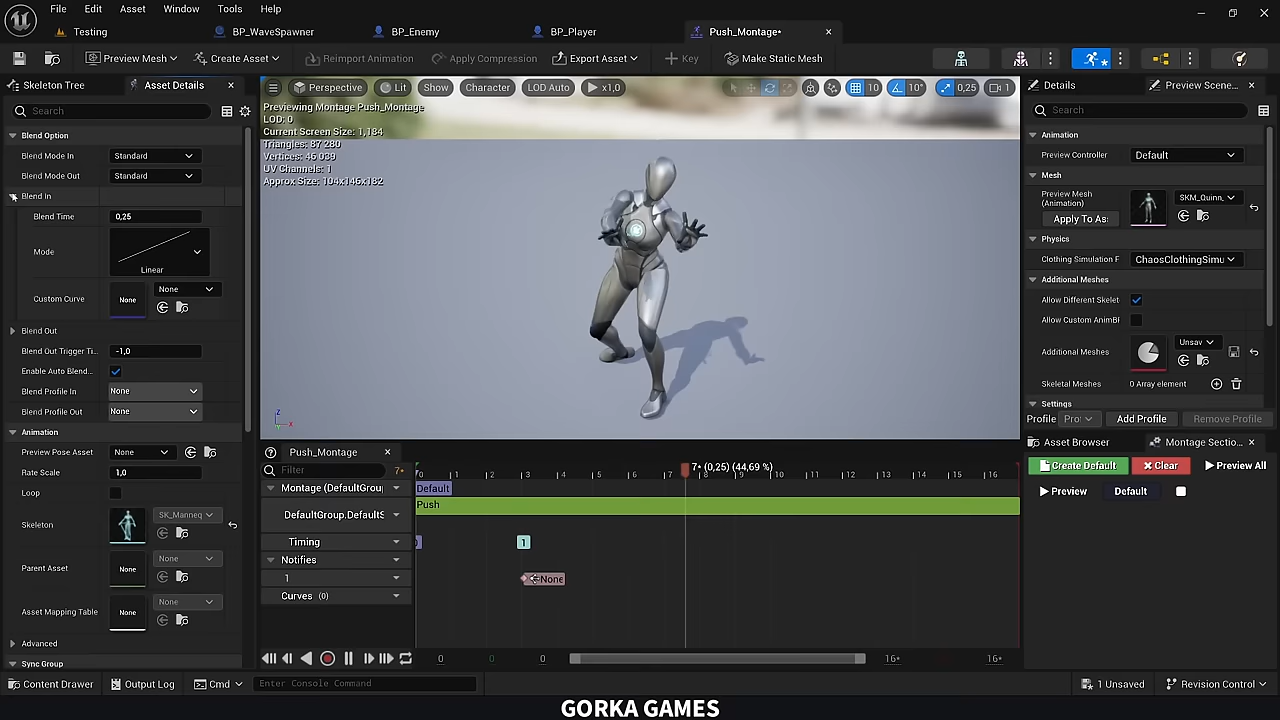 File Edit Asset Window Tools Help
Testing BP_WaveSpawner BP_Enemy BP_Player Push_Montage*
Preview Mesh Create Asset Reimport Animation Apply Compression Export Asset Key Make Static Mesh
Skeleton Tree Asset Details
Search
Blend Option
Blend Mode In Standard
Blend Mode Out Standard
Blend In
Blend Time 0,25
Mode
Linear
Custom Curve None None
Blend Out
Blend Out Trigger Ti... -1,0
Enable Auto Blend...
Blend Profile In None
Blend Profile Out None
Animation
Preview Pose Asset None
Rate Scale 1,0
Loop
Skeleton SK_Manneq
Parent Asset None None
Asset Mapping Table None None
Advanced
Sync Group
Perspective Lit Show Character LOD Auto x1,0 10 10° 0,25 1
Previewing Montage Push_Montage
LOD: 0
Current Screen Size: 1,184
Triangles: 87 280
Vertices: 46 039
UV Channels: 1
Approx Size: 104x146x182
Z
X
Push_Montage
Filter 7*
7* (0,25) (44,69 %)
0 1 2 3 4 5 6 7 8 9 10 11 12 13 14 15 16
Montage (DefaultGrou Default
Push
DefaultGroup.DefaultS
Timing 1
Notifies
1 None
Curves (0)
0 0 0 16* 16*
Details Preview Scene...
Search
Animation
Preview Controller Default
Mesh
Preview Mesh
(Animation) SKM_Quinn_
Apply To As
Physics
Clothing Simulation F ChaosClothingSimu
Additional Meshes
Allow Different Skelet
Allow Custom AnimBF
Additional Meshes Unsav
Skeletal Meshes 0 Array element
Settings
Profile Pro Add Profile Remove Profile
Asset Browser Montage Sectio...
Create Default Clear Preview All
Preview Default
Content Drawer Output Log Cmd Enter Console Command 1 Unsaved Revision Control
GORKA GAMES